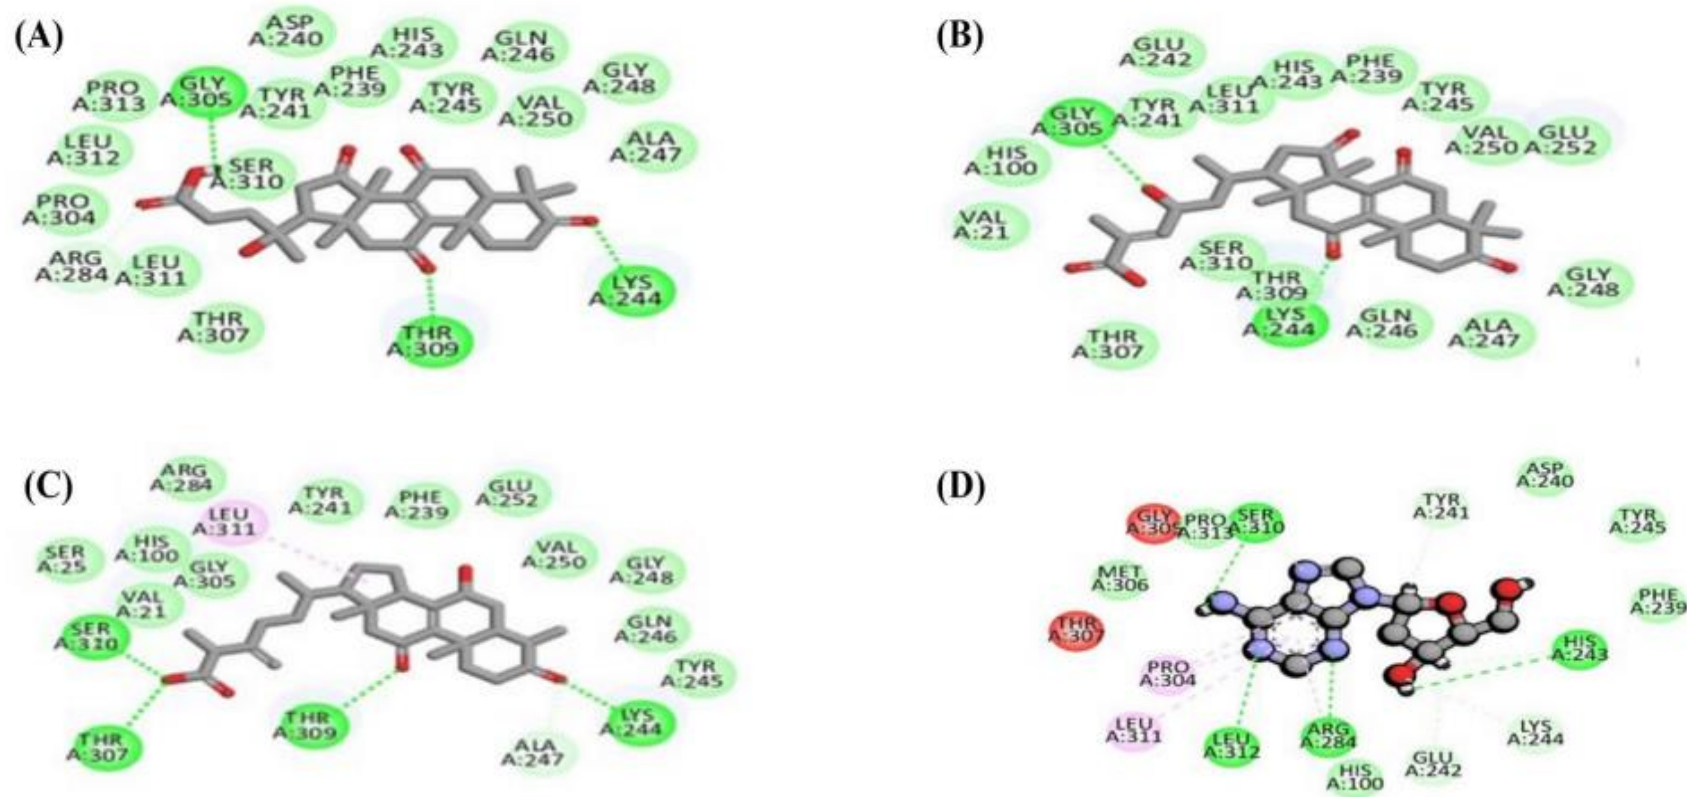 (A)
ASP
A:240
HIS
A:243
GLN
A:246
PRO
A:313
GLY
A:305
TYR
A:241
PHE
A:239
TYR
A:245
VAL
A:250
GLY
A:248
LEU
A:312
SER
A:310
ALA
A:247
PRO
A:304
ARG
A:284
LEU
A:311
THR
A:307
THR
A:309
LYS
A:244
(B)
GLU
A:242
GLY
A:305
TYR
A:241
LEU
A:311
HIS
A:243
PHE
A:239
TYR
A:245
VAL
A:250
GLU
A:252
HIS
A:100
VAL
A:21
SER
A:310
THR
A:309
LYS
A:244
THR
A:307
GLN
A:246
ALA
A:247
GLY
A:248
(C)
ARG
A:284
LEU
A:311
TYR
A:241
PHE
A:239
GLU
A:252
SER
A:25
HIS
A:100
GLY
A:305
VAL
A:21
SER
A:310
VAL
A:250
GLY
A:248
GLN
A:246
TYR
A:245
THR
A:307
THR
A:309
ALA
A:247
LYS
A:244
(D)
GLY
A:305
PRO
A:313
SER
A:310
TYR
A:241
ASP
A:240
TYR
A:245
MET
A:306
THR
A:307
PHE
A:239
HIS
A:243
PRO
A:304
LEU
A:311
LEU
A:312
ARG
A:284
HIS
A:100
GLU
A:242
LYS
A:244